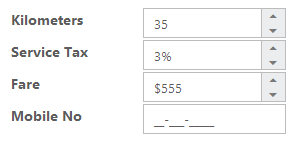 Kilometers 35
Service Tax 3%
Fare $555
Mobile No __-__-____